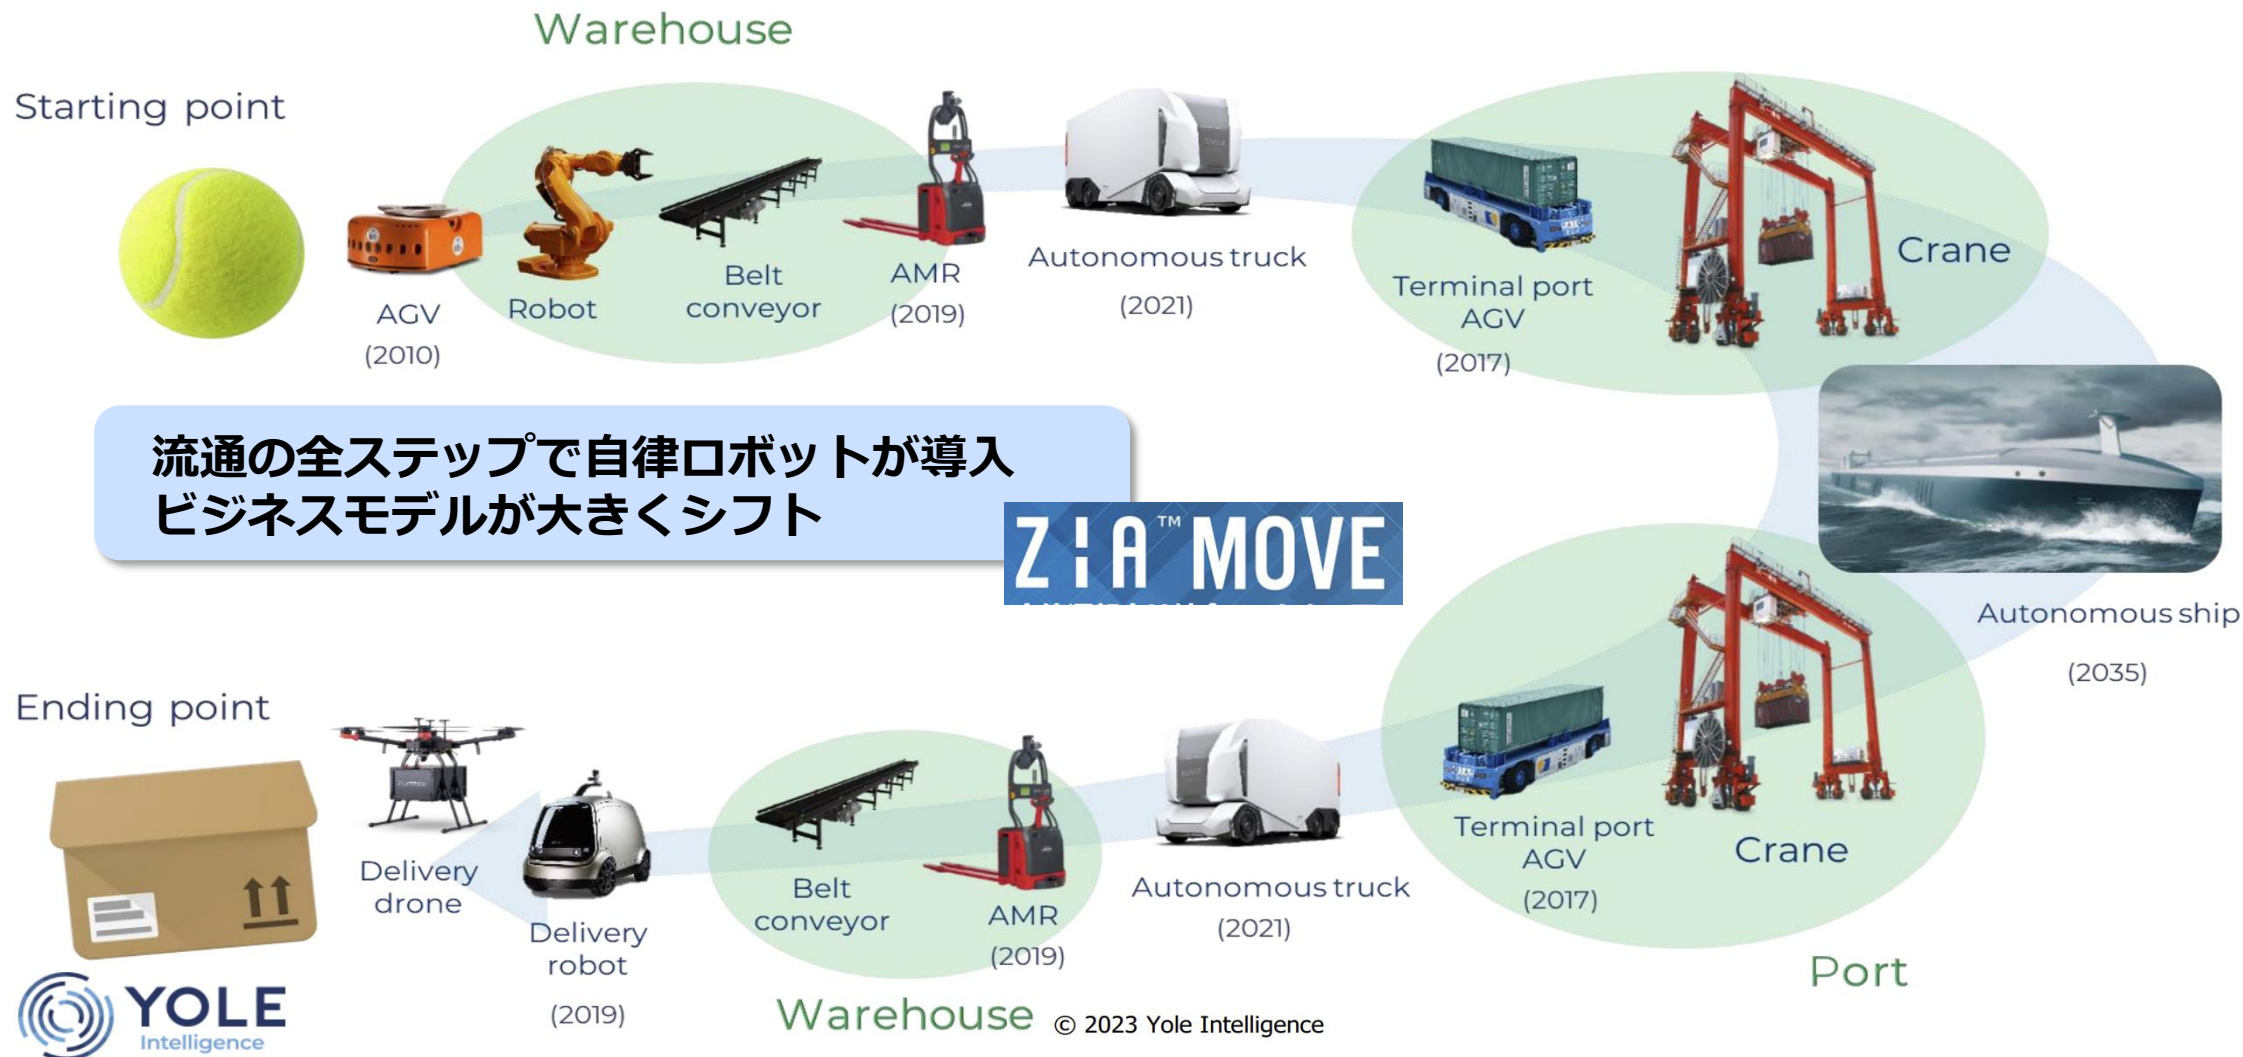 Warehouse
Starting point
AGV
(2010)
Robot
Belt
conveyor
AMR
(2019)
Autonomous truck
(2021)
Terminal port
AGV
(2017)
Crane
流通の全ステップで自律ロボットが導入
ビジネスモデルが大きくシフト
ZIA™ MOVE
Autonomous ship
(2035)
Ending point
Delivery
drone
Delivery
robot
(2019)
Belt
conveyor
AMR
(2019)
Autonomous truck
(2021)
Terminal port
AGV
(2017)
Crane
Port
Warehouse
YOLE
Intelligence
© 2023 Yole Intelligence